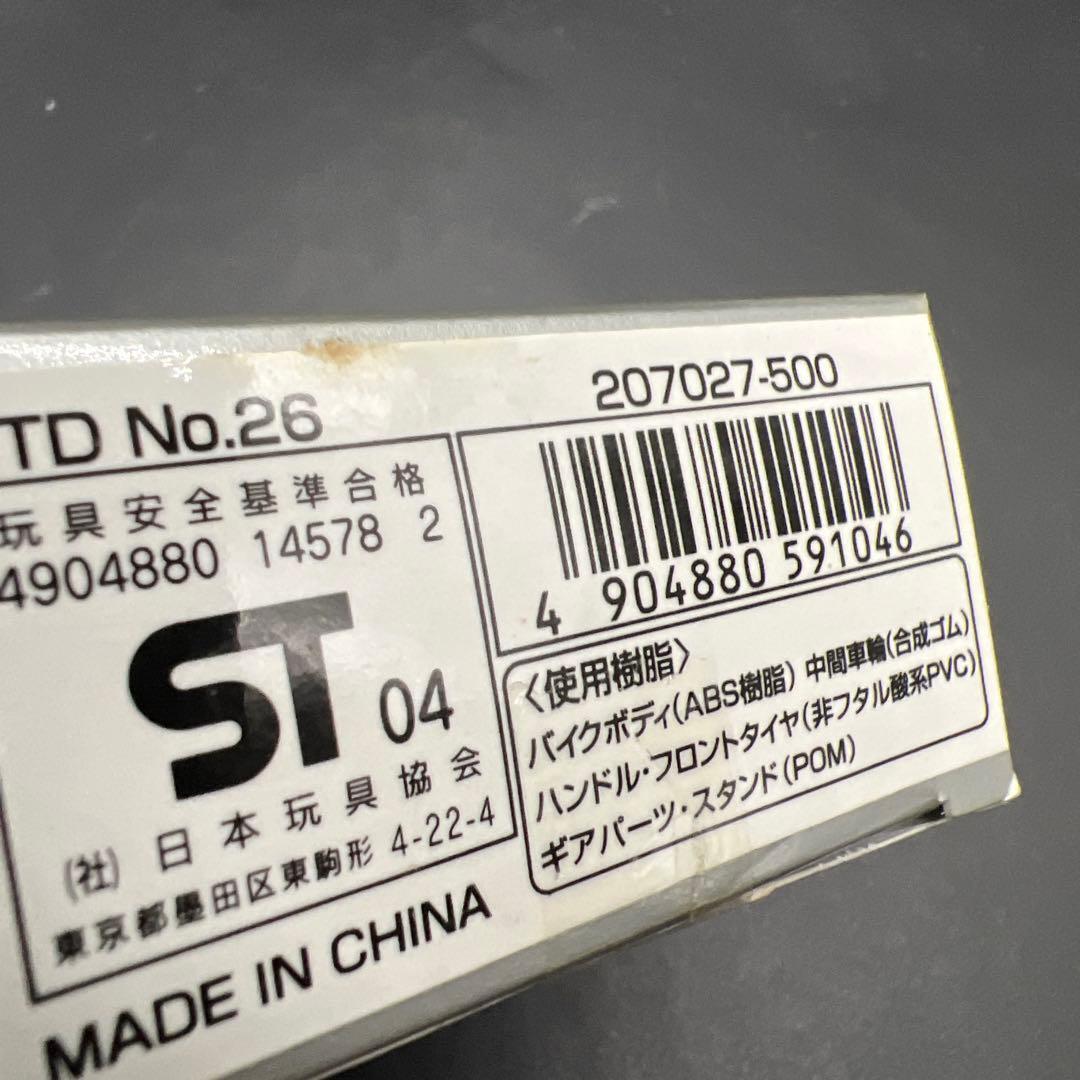 TD No.26
玩具安全基準合格
4904880 14578 2
ST 04
(社) 日本玩具協会
東京都墨田区東駒形 4-22-4
MADE IN CHINA
207027-500
4 904880 591046
〈使用樹脂〉
バイクボディ(ABS樹脂) 中間車輪(合成ゴム)
ハンドル・フロントタイヤ(非フタル酸系PVC)
ギアパーツ・スタンド(POM)